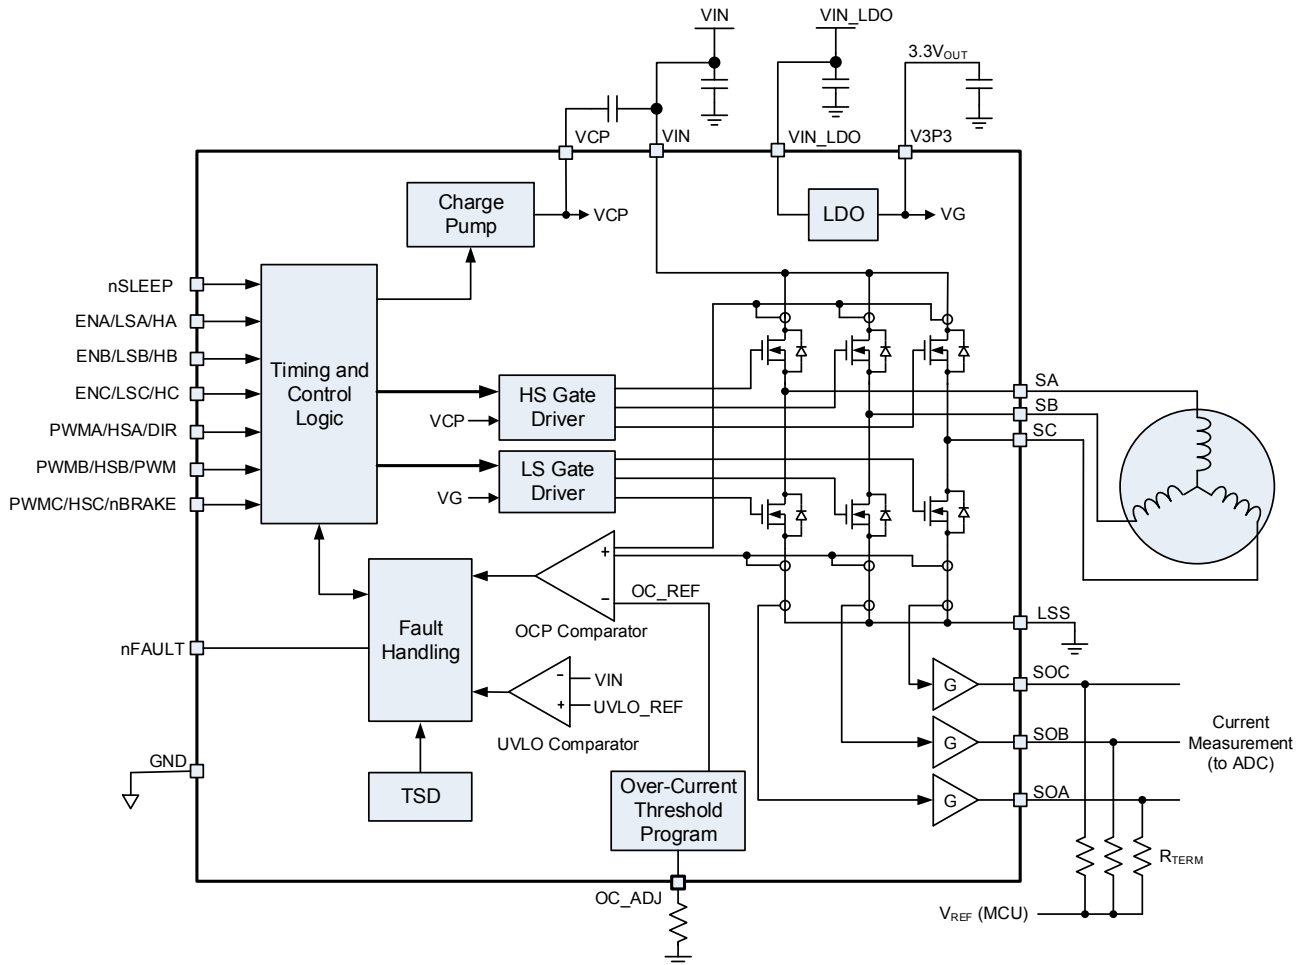 VIN
VIN_LDO
3.3VOUT
VCP
VIN
VIN_LDO
V3P3
Charge
Pump
VCP
LDO
VG
nSLEEP
ENA/LSA/HA
ENB/LSB/HB
ENC/LSC/HC
PWMA/HSA/DIR
PWMB/HSB/PWM
PWMC/HSC/nBRAKE
Timing and
Control
Logic
HS Gate
Driver
VCP
LS Gate
Driver
VG
SA
SB
SC
+
−
OC_REF
OCP Comparator
Fault
Handling
nFAULT
−
VIN
+
UVLO_REF
UVLO Comparator
LSS
G
SOC
G
SOB
G
SOA
Current
Measurement
(to ADC)
GND
TSD
Over-Current
Threshold
Program
RTERM
OC_ADJ
VREF (MCU)